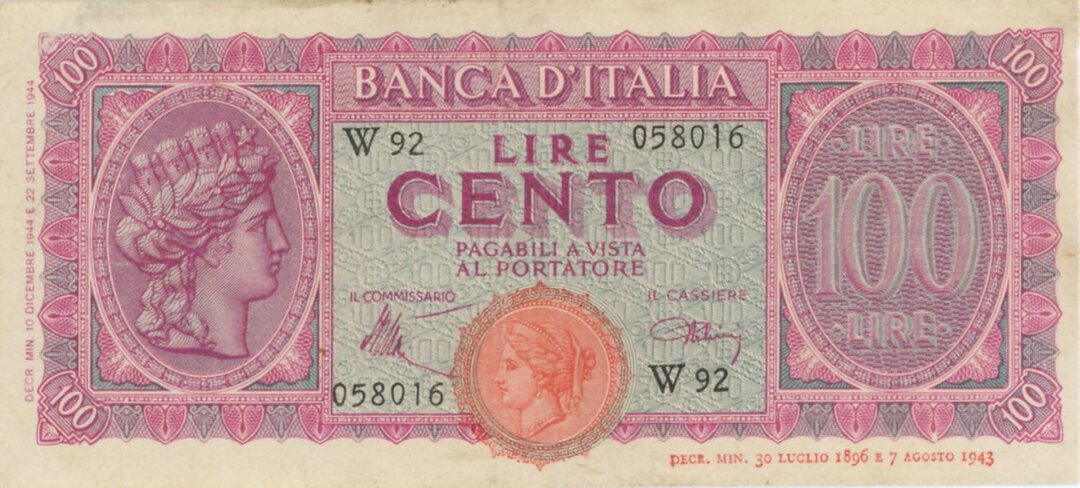 100
100
BANCA D'ITALIA
W 92
058016
LIRE
CENTO
PAGABILI A VISTA
AL PORTATORE
IL COMMISSARIO
IL CASSIERE
058016
W 92
LIRE
100
LIRE
100
100
DECR. MIN. 10 DICEMBRE 1944 E 22 SETTEMBRE 1944
DECR. MIN. 30 LUGLIO 1896 E 7 AGOSTO 1943